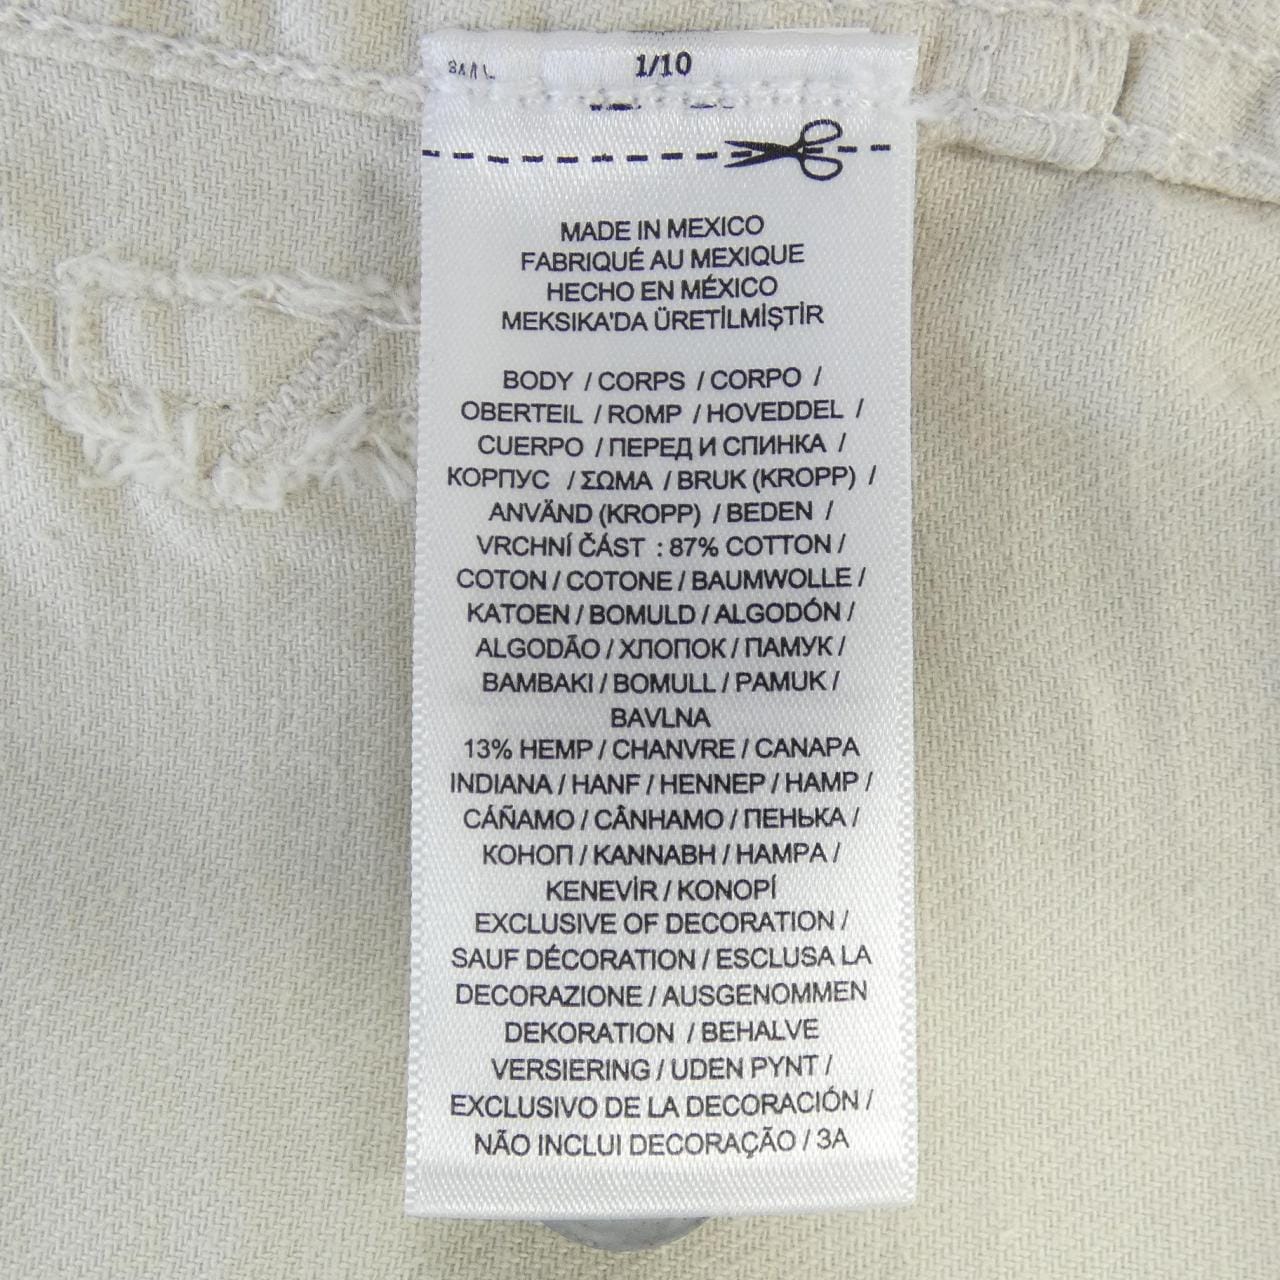 1/10
MADE IN MEXICO
FABRIQUÉ AU MEXIQUE
HECHO EN MÉXICO
MEKSIKA'DA ÜRETİLMİŞTİR
BODY / CORPS / CORPO /
OBERTEIL / ROMP / HOVEDDEL /
CUERPO / ПЕРЕД И СПИНКА /
КОРПУС / ΣΩΜΑ / BRUK (KROPP) /
ANVÄND (KROPP) / BEDEN /
VRCHNÍ ČÁST : 87% COTTON /
COTON / COTONE / BAUMWOLLE /
KATOEN / BOMULD / ALGODÓN /
ALGODÃO / ХЛОПОК / ПАМУК /
ΒΑΜΒΑΚΙ / BOMULL / PAMUK /
BAVLNA
13% HEMP / CHANVRE / CANAPA
INDIANA / HANF / HENNEP / HAMP /
CÁÑAMO / CÂNHAMO / ПЕНЬКА /
КОНОП / ΚΑΝΝΑΒΗ / HAMPA /
KENEVİR / KONOPÍ
EXCLUSIVE OF DECORATION /
SAUF DÉCORATION / ESCLUSA LA
DECORAZIONE / AUSGENOMMEN
DEKORATION / BEHALVE
VERSIERING / UDEN PYNT /
EXCLUSIVO DE LA DECORACIÓN /
NÃO INCLUI DECORAÇÃO / ЗА